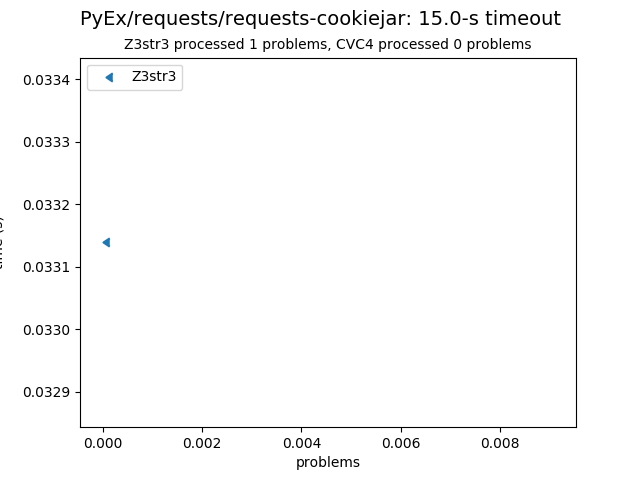 PyEx/requests/requests-cookiejar: 15.0-s timeout
Z3str3 processed 1 problems, CVC4 processed 0 problems
Z3str3
0.0334
0.0333
0.0332
0.0331
0.0330
0.0329
0.000 0.002 0.004 0.006 0.008
problems